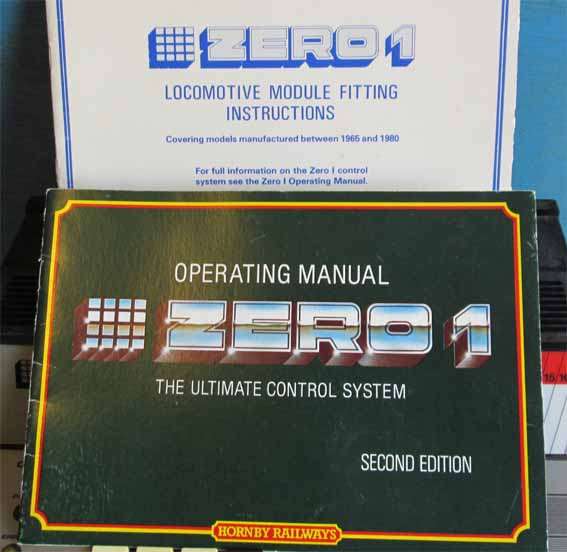 ZERO 1
LOCOMOTIVE MODULE FITTING
INSTRUCTIONS
Covering models manufactured between 1965 and 1980
For full information on the Zero I control
system see the Zero I Operating Manual.
OPERATING MANUAL
ZERO 1
THE ULTIMATE CONTROL SYSTEM
SECOND EDITION
HORNBY RAILWAYS